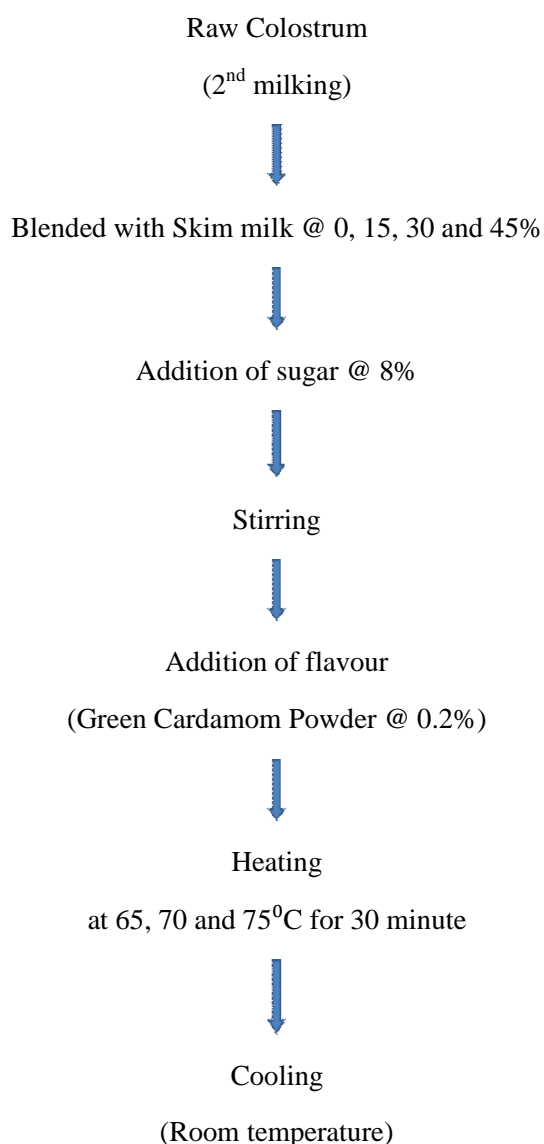 Raw Colostrum
(2nd milking)
Blended with Skim milk @ 0, 15, 30 and 45%
Addition of sugar @ 8%
Stirring
Addition of flavour
(Green Cardamom Powder @ 0.2%)
Heating
at 65, 70 and 75⁰C for 30 minute
Cooling
(Room temperature)